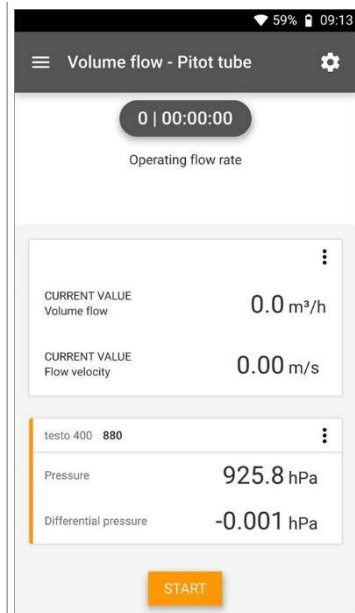 59% 09:13
Volume flow - Pitot tube
0 | 00:00:00
Operating flow rate
CURRENT VALUE
Volume flow
0.0 m³/h
CURRENT VALUE
Flow velocity
0.00 m/s
testo 400 880
Pressure
925.8 hPa
Differential pressure
-0.001 hPa
START